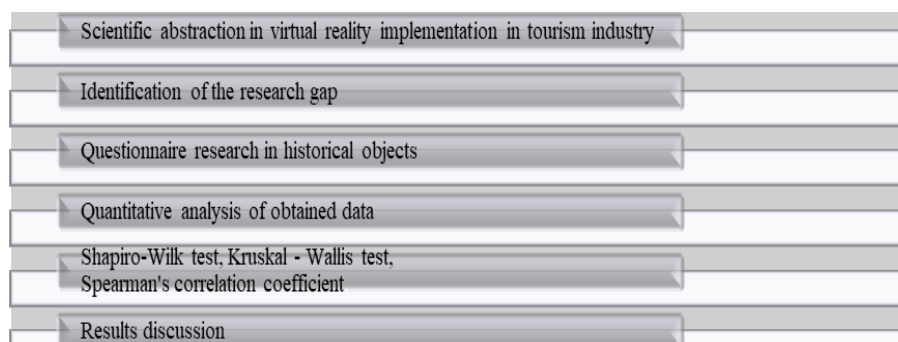 Scientific abstraction in virtual reality implementation in tourism industry
Identification of the research gap
Questionnaire research in historical objects
Quantitative analysis of obtained data
Shapiro-Wilk test, Kruskal - Wallis test,
Spearman's correlation coefficient
Results discussion